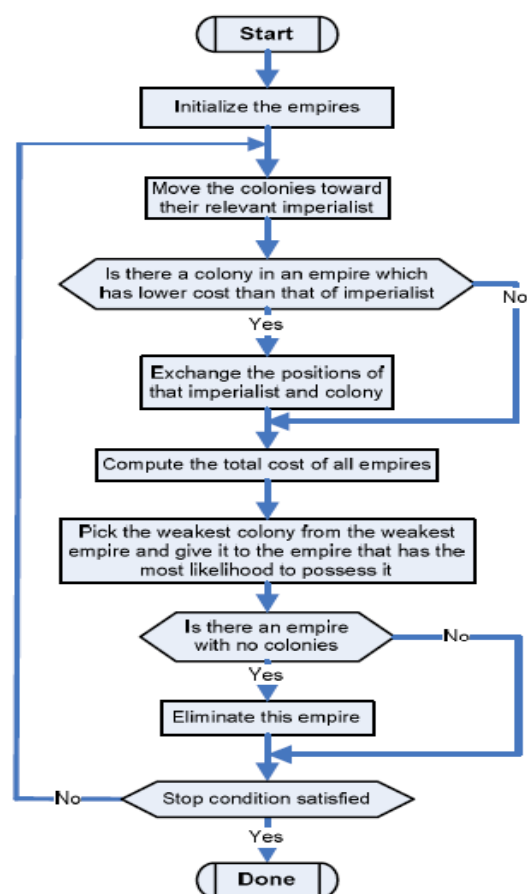 Start
Initialize the empires
Move the colonies toward
their relevant imperialist
Is there a colony in an empire which
has lower cost than that of imperialist
No
Yes
Exchange the positions of
that imperialist and colony
Compute the total cost of all empires
Pick the weakest colony from the weakest
empire and give it to the empire that has the
most likelihood to possess it
Is there an empire
with no colonies
No
Yes
Eliminate this empire
No
Stop condition satisfied
Yes
Done